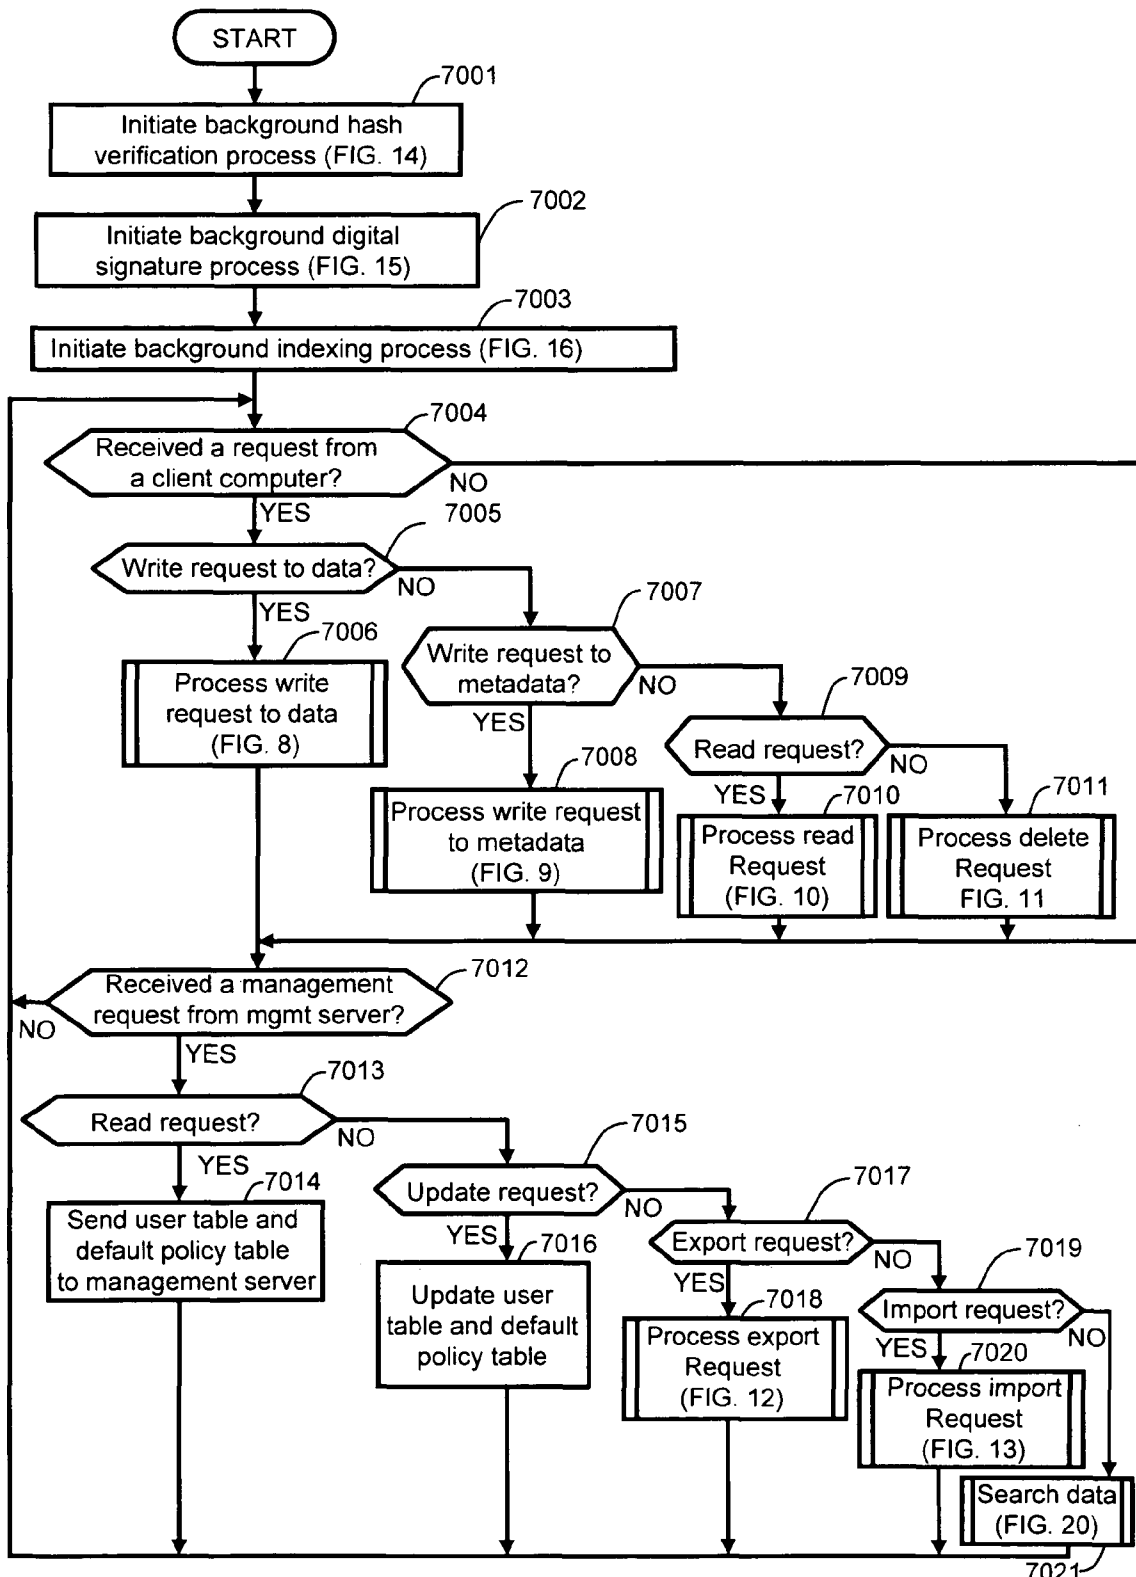 START
7001
Initiate background hash
verification process (FIG. 14)
7002
Initiate background digital
signature process (FIG. 15)
7003
Initiate background indexing process (FIG. 16)
7004
Received a request from
a client computer?
NO
YES
7005
Write request to data?
NO
YES
7006
Process write
request to data
(FIG. 8)
7007
Write request to
metadata?
NO
YES
7008
Process write request
to metadata
(FIG. 9)
7009
Read request?
NO
YES
7010
Process read
Request
(FIG. 10)
7011
Process delete
Request
FIG. 11
7012
Received a management
request from mgmt server?
NO
YES
7013
Read request?
NO
YES
7014
Send user table and
default policy table
to management server
7015
Update request?
NO
YES
7016
Update user
table and default
policy table
7017
Export request?
NO
YES
7018
Process export
Request
(FIG. 12)
7019
Import request?
NO
YES
7020
Process import
Request
(FIG. 13)
Search data
(FIG. 20)
7021